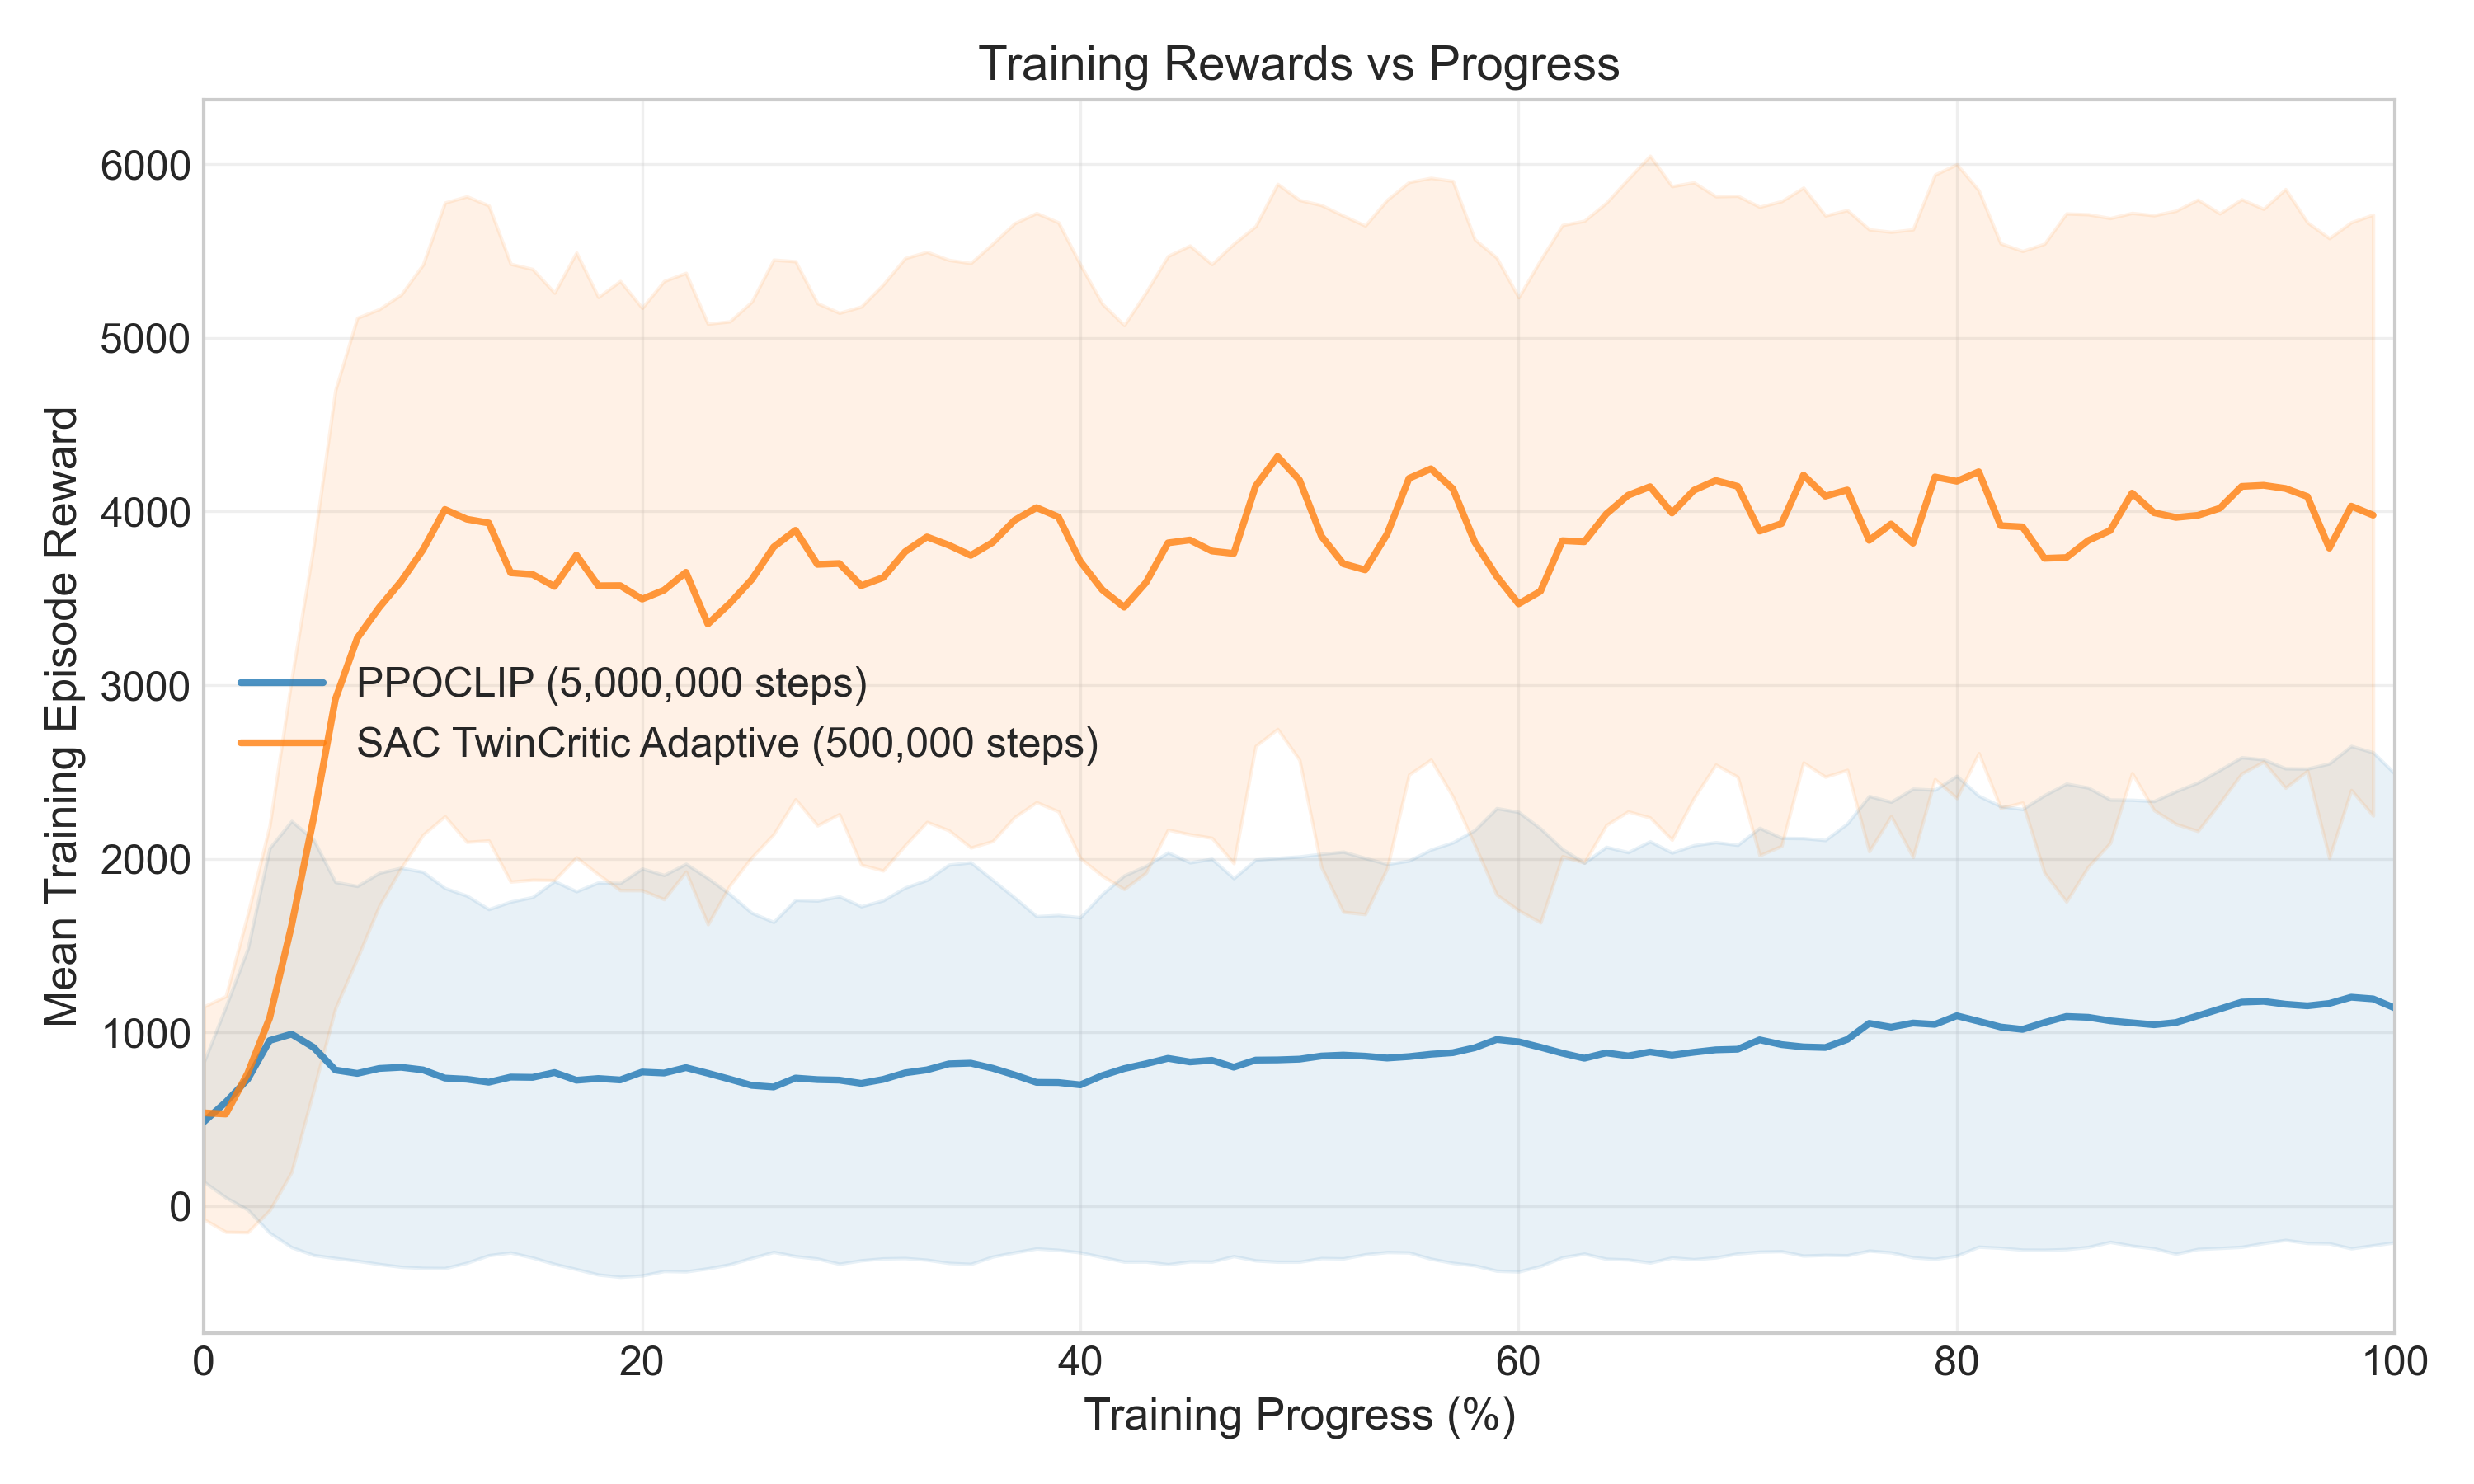 Training Rewards vs Progress
Mean Training Episode Reward
6000
5000
4000
3000
2000
1000
0
PPOCLIP (5,000,000 steps)
SAC TwinCritic Adaptive (500,000 steps)
0 20 40 60 80 100
Training Progress (%)